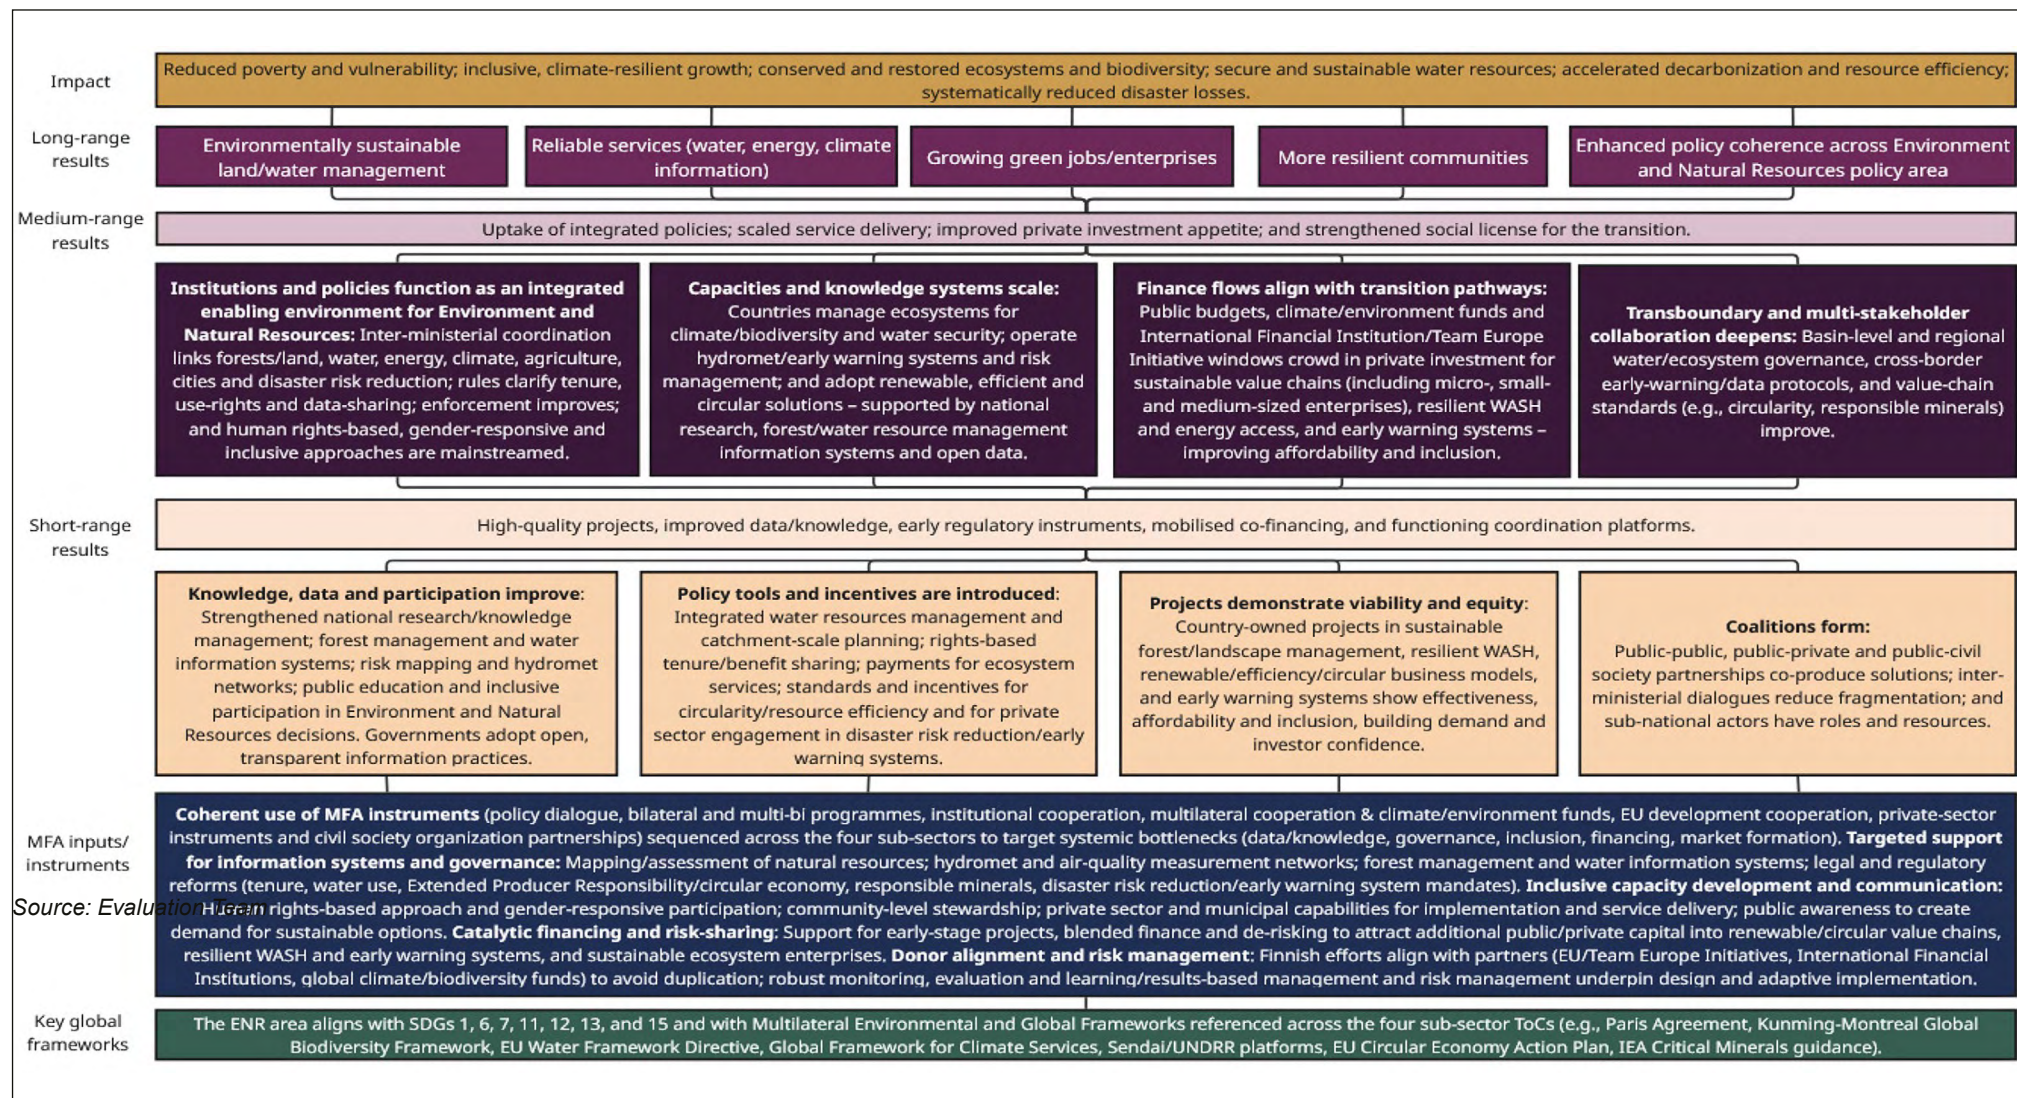 Impact
Reduced poverty and vulnerability; inclusive, climate-resilient growth; conserved and restored ecosystems and biodiversity; secure and sustainable water resources; accelerated decarbonization and resource efficiency;
systematically reduced disaster losses.
Long-range
results
Environmentally sustainable
land/water management
Reliable services (water, energy, climate
information)
Growing green jobs/enterprises
More resilient communities
Enhanced policy coherence across Environment
and Natural Resources policy area
Medium-range
results
Uptake of integrated policies; scaled service delivery; improved private investment appetite; and strengthened social license for the transition.
Institutions and policies function as an integrated
enabling environment for Environment and
Natural Resources: Inter-ministerial coordination
links forests/land, water, energy, climate, agriculture,
cities and disaster risk reduction; rules clarify tenure,
use-rights and data-sharing; enforcement improves;
and human rights-based, gender-responsive and
inclusive approaches are mainstreamed.
Capacities and knowledge systems scale:
Countries manage ecosystems for
climate/biodiversity and water security; operate
hydromet/early warning systems and risk
management; and adopt renewable, efficient and
circular solutions – supported by national
research, forest/water resource management
information systems and open data.
Finance flows align with transition pathways:
Public budgets, climate/environment funds and
International Financial Institution/Team Europe
Initiative windows crowd in private investment for
sustainable value chains (including micro-, small-
and medium-sized enterprises), resilient WASH
and energy access, and early warning systems –
improving affordability and inclusion.
Transboundary and multi-stakeholder
collaboration deepens: Basin-level and regional
water/ecosystem governance, cross-border
early-warning/data protocols, and value-chain
standards (e.g., circularity, responsible minerals)
improve.
Short-range
results
High-quality projects, improved data/knowledge, early regulatory instruments, mobilised co-financing, and functioning coordination platforms.
Knowledge, data and participation improve:
Strengthened national research/knowledge
management; forest management and water
information systems; risk mapping and hydromet
networks; public education and inclusive
participation in Environment and Natural
Resources decisions. Governments adopt open,
transparent information practices.
Policy tools and incentives are introduced:
Integrated water resources management and
catchment-scale planning; rights-based
tenure/benefit sharing; payments for ecosystem
services; standards and incentives for
circularity/resource efficiency and for private
sector engagement in disaster risk reduction/early
warning systems.
Projects demonstrate viability and equity:
Country-owned projects in sustainable
forest/landscape management, resilient WASH,
renewable/efficiency/circular business models,
and early warning systems show effectiveness,
affordability and inclusion, building demand and
investor confidence.
Coalitions form:
Public-public, public-private and public-civil
society partnerships co-produce solutions; inter-
ministerial dialogues reduce fragmentation; and
sub-national actors have roles and resources.
MFA inputs/
instruments
Coherent use of MFA instruments (policy dialogue, bilateral and multi-bi programmes, institutional cooperation, multilateral cooperation & climate/environment funds, EU development cooperation, private-sector
instruments and civil society organization partnerships) sequenced across the four sub-sectors to target systemic bottlenecks (data/knowledge, governance, inclusion, financing, market formation). Targeted support
for information systems and governance: Mapping/assessment of natural resources; hydromet and air-quality measurement networks; forest management and water information systems; legal and regulatory
reforms (tenure, water use, Extended Producer Responsibility/circular economy, responsible minerals, disaster risk reduction/early warning system mandates). Inclusive capacity development and communication:
Human rights-based approach and gender-responsive participation; community-level stewardship; private sector and municipal capabilities for implementation and service delivery; public awareness to create
demand for sustainable options. Catalytic financing and risk-sharing: Support for early-stage projects, blended finance and de-risking to attract additional public/private capital into renewable/circular value chains,
resilient WASH and early warning systems, and sustainable ecosystem enterprises. Donor alignment and risk management: Finnish efforts align with partners (EU/Team Europe Initiatives, International Financial
Institutions, global climate/biodiversity funds) to avoid duplication; robust monitoring, evaluation and learning/results-based management and risk management underpin design and adaptive implementation.
Source: Evaluation Team
Key global
frameworks
The ENR area aligns with SDGs 1, 6, 7, 11, 12, 13, and 15 and with Multilateral Environmental and Global Frameworks referenced across the four sub-sector ToCs (e.g., Paris Agreement, Kunming-Montreal Global
Biodiversity Framework, EU Water Framework Directive, Global Framework for Climate Services, Sendai/UNDRR platforms, EU Circular Economy Action Plan, IEA Critical Minerals guidance).